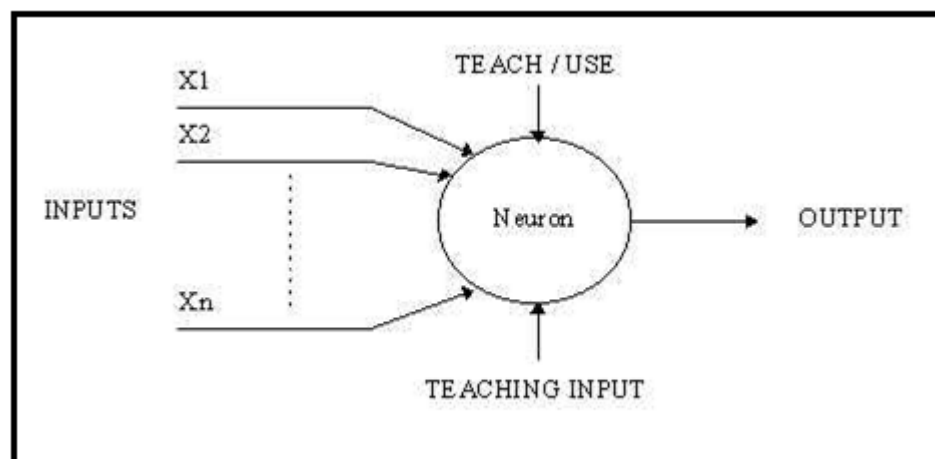 TEACH / USE
X1
X2
INPUTS
Neuron
OUTPUT
Xn
TEACHING INPUT